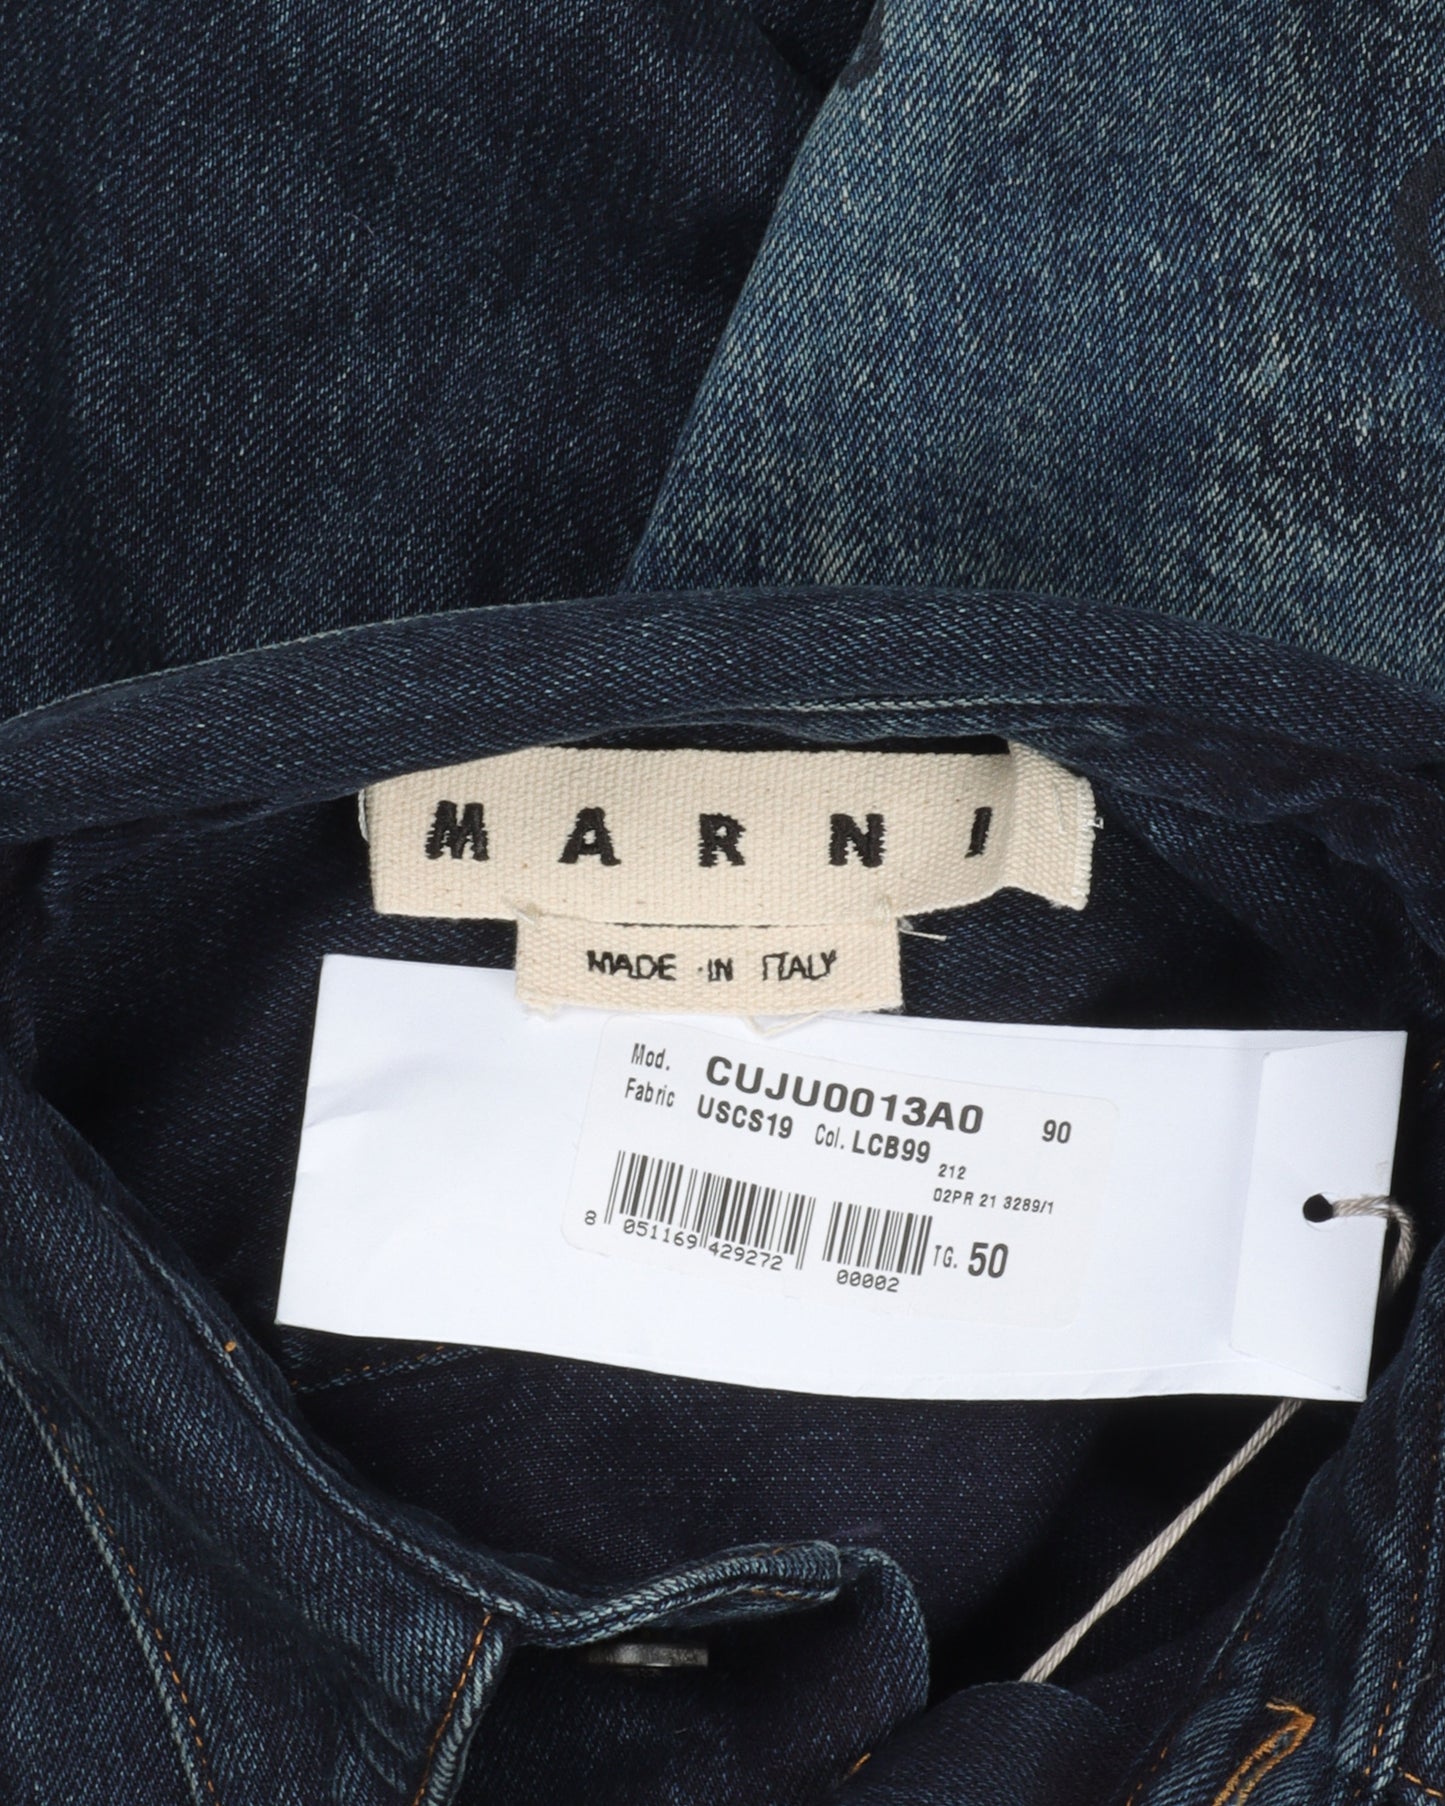 MARNI
MADE IN ITALY
Mod. CUJU0013A0 90
Fabric USCS19 Col. LCB99
212
02PR 21 3289/1
8 051169 429272 00002 TG. 50